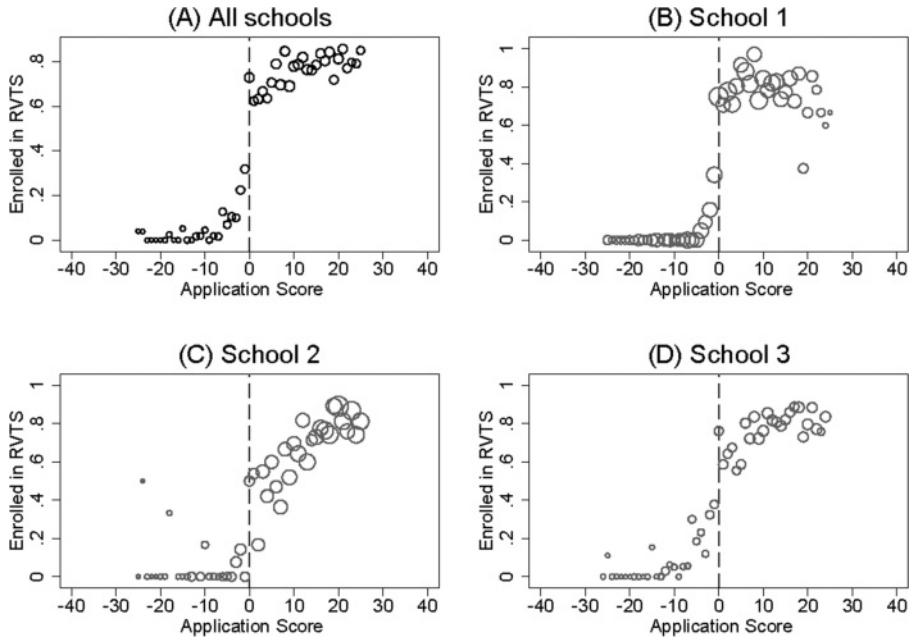 (A) All schools
Enrolled in RVTS
.8
.6
.4
.2
0
-40 -30 -20 -10 0 10 20 30 40
Application Score
(B) School 1
Enrolled in RVTS
1
.8
.6
.4
.2
0
-40 -30 -20 -10 0 10 20 30 40
Application Score
(C) School 2
Enrolled in RVTS
1
.8
.6
.4
.2
0
-40 -30 -20 -10 0 10 20 30 40
Application Score
(D) School 3
Enrolled in RVTS
1
.8
.6
.4
.2
0
-40 -30 -20 -10 0 10 20 30 40
Application Score